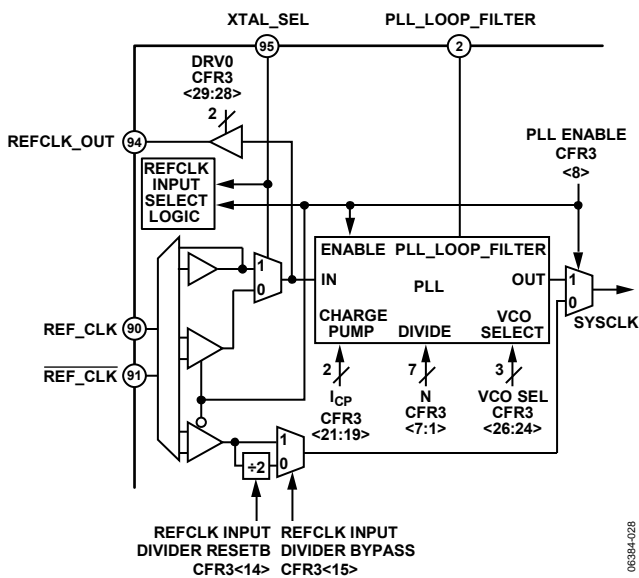 XTAL_SEL
PLL_LOOP_FILTER
95
2
DRV0
CFR3
<29:28>
2
REFCLK_OUT
94
PLL ENABLE
CFR3
<8>
REFCLK
INPUT
SELECT
LOGIC
ENABLE PLL_LOOP_FILTER
1
0
IN
PLL
OUT
1
0
SYSCLK
CHARGE
PUMP
DIVIDE
VCO
SELECT
REF_CLK
90
REF_CLK
91
2
7
3
ICP
CFR3
<21:19>
N
CFR3
<7:1>
VCO SEL
CFR3
<26:24>
1
0
÷2
REFCLK INPUT
DIVIDER RESETB
CFR3<14>
REFCLK INPUT
DIVIDER BYPASS
CFR3<15>
06384-028